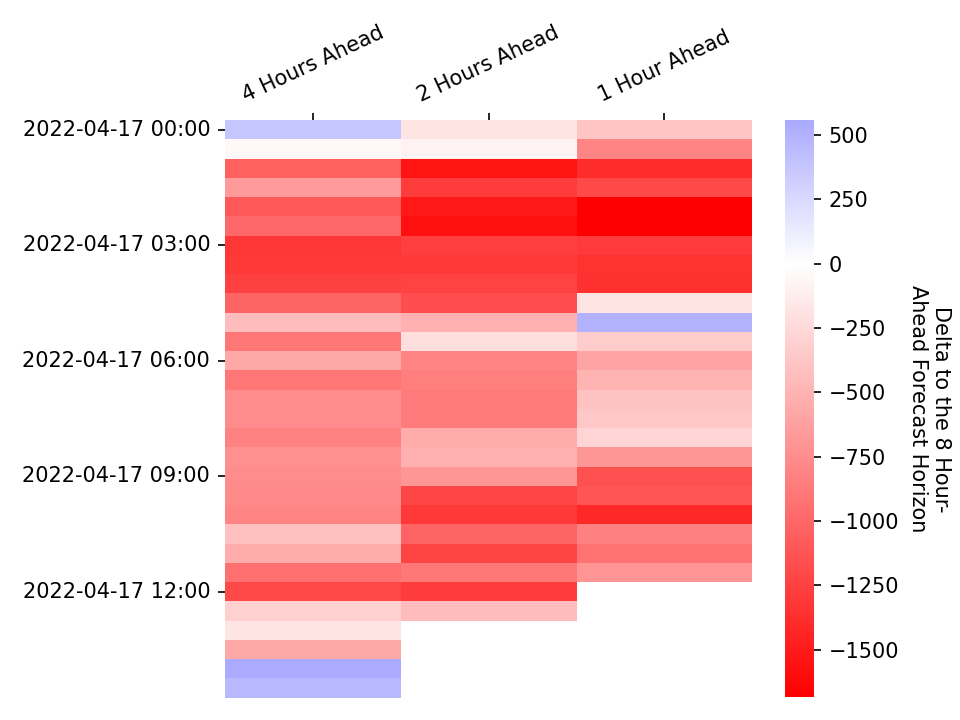 4 Hours Ahead
2 Hours Ahead
1 Hour Ahead
2022-04-17 00:00
2022-04-17 03:00
2022-04-17 06:00
2022-04-17 09:00
2022-04-17 12:00
500
250
0
−250
−500
−750
−1000
−1250
−1500
Delta to the 8 Hour-
Ahead Forecast Horizon